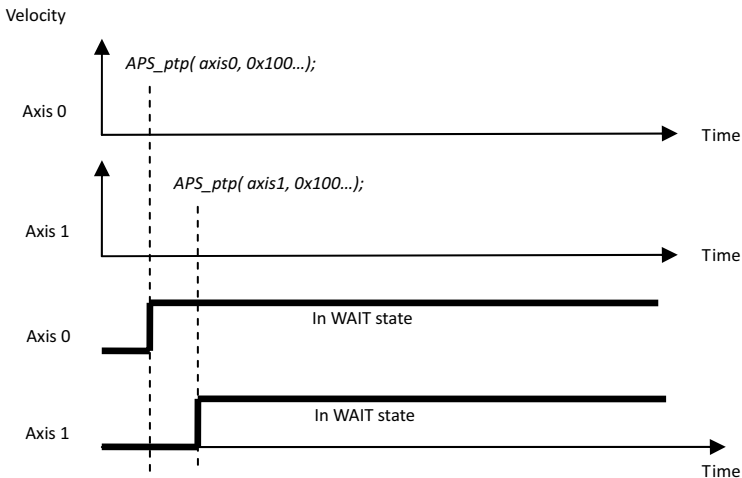 Velocity
APS_ptp( axis0, 0x100…);
Axis 0
Time
APS_ptp( axis1, 0x100…);
Axis 1
Time
In WAIT state
Axis 0
In WAIT state
Axis 1
Time